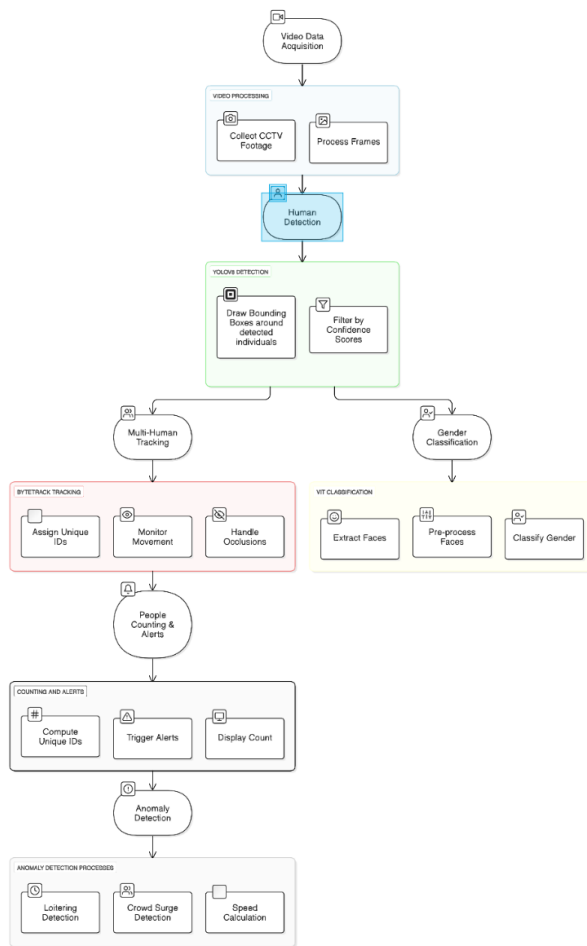 Video Data
Acquisition
VIDEO PROCESSING
Collect CCTV
Footage
Process Frames
Human
Detection
YOLOV8 DETECTION
Draw Bounding
Boxes around
detected
individuals
Filter by
Confidence
Scores
Multi-Human
Tracking
Gender
Classification
BYTETRACK TRACKING
Assign Unique
IDs
Monitor
Movement
Handle
Occlusions
VIT CLASSIFICATION
Extract Faces
Pre-process
Faces
Classify Gender
People
Counting &
Alerts
COUNTING AND ALERTS
Compute
Unique IDs
Trigger Alerts
Display Count
Anomaly
Detection
ANOMALY DETECTION PROCESSES
Loitering
Detection
Crowd Surge
Detection
Speed
Calculation